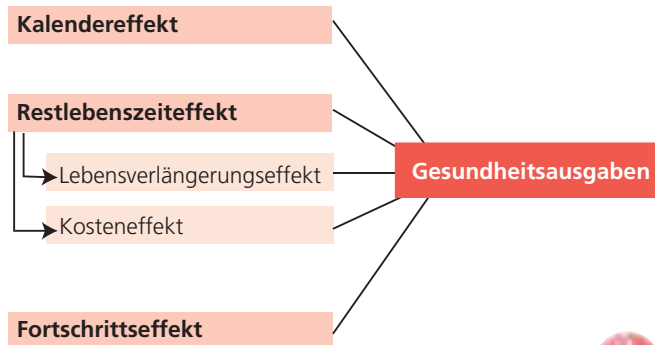 Kalendereffekt
Restlebenszeiteffekt
Lebensverlängerungseffekt
Kosteneffekt
Fortschrittseffekt
Gesundheitsausgaben